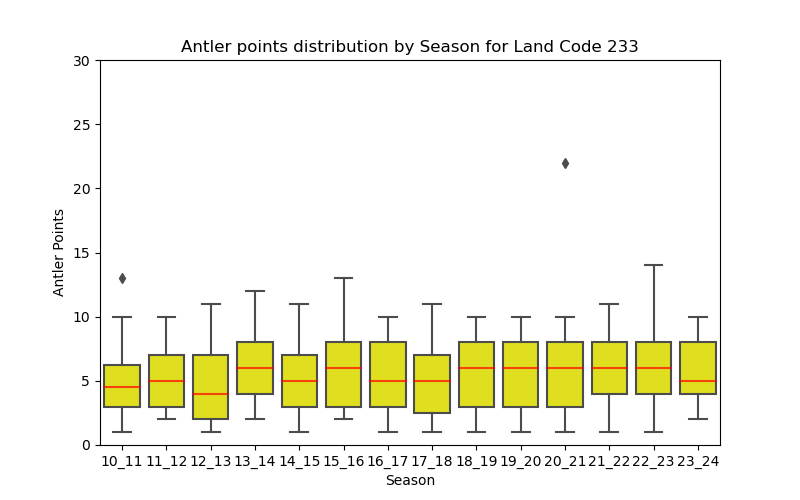 Antler points distribution by Season for Land Code 233
30
25
20
15
10
5
0
Antler Points
10_11 11_12 12_13 13_14 14_15 15_16 16_17 17_18 18_19 19_20 20_21 21_22 22_23 23_24
Season